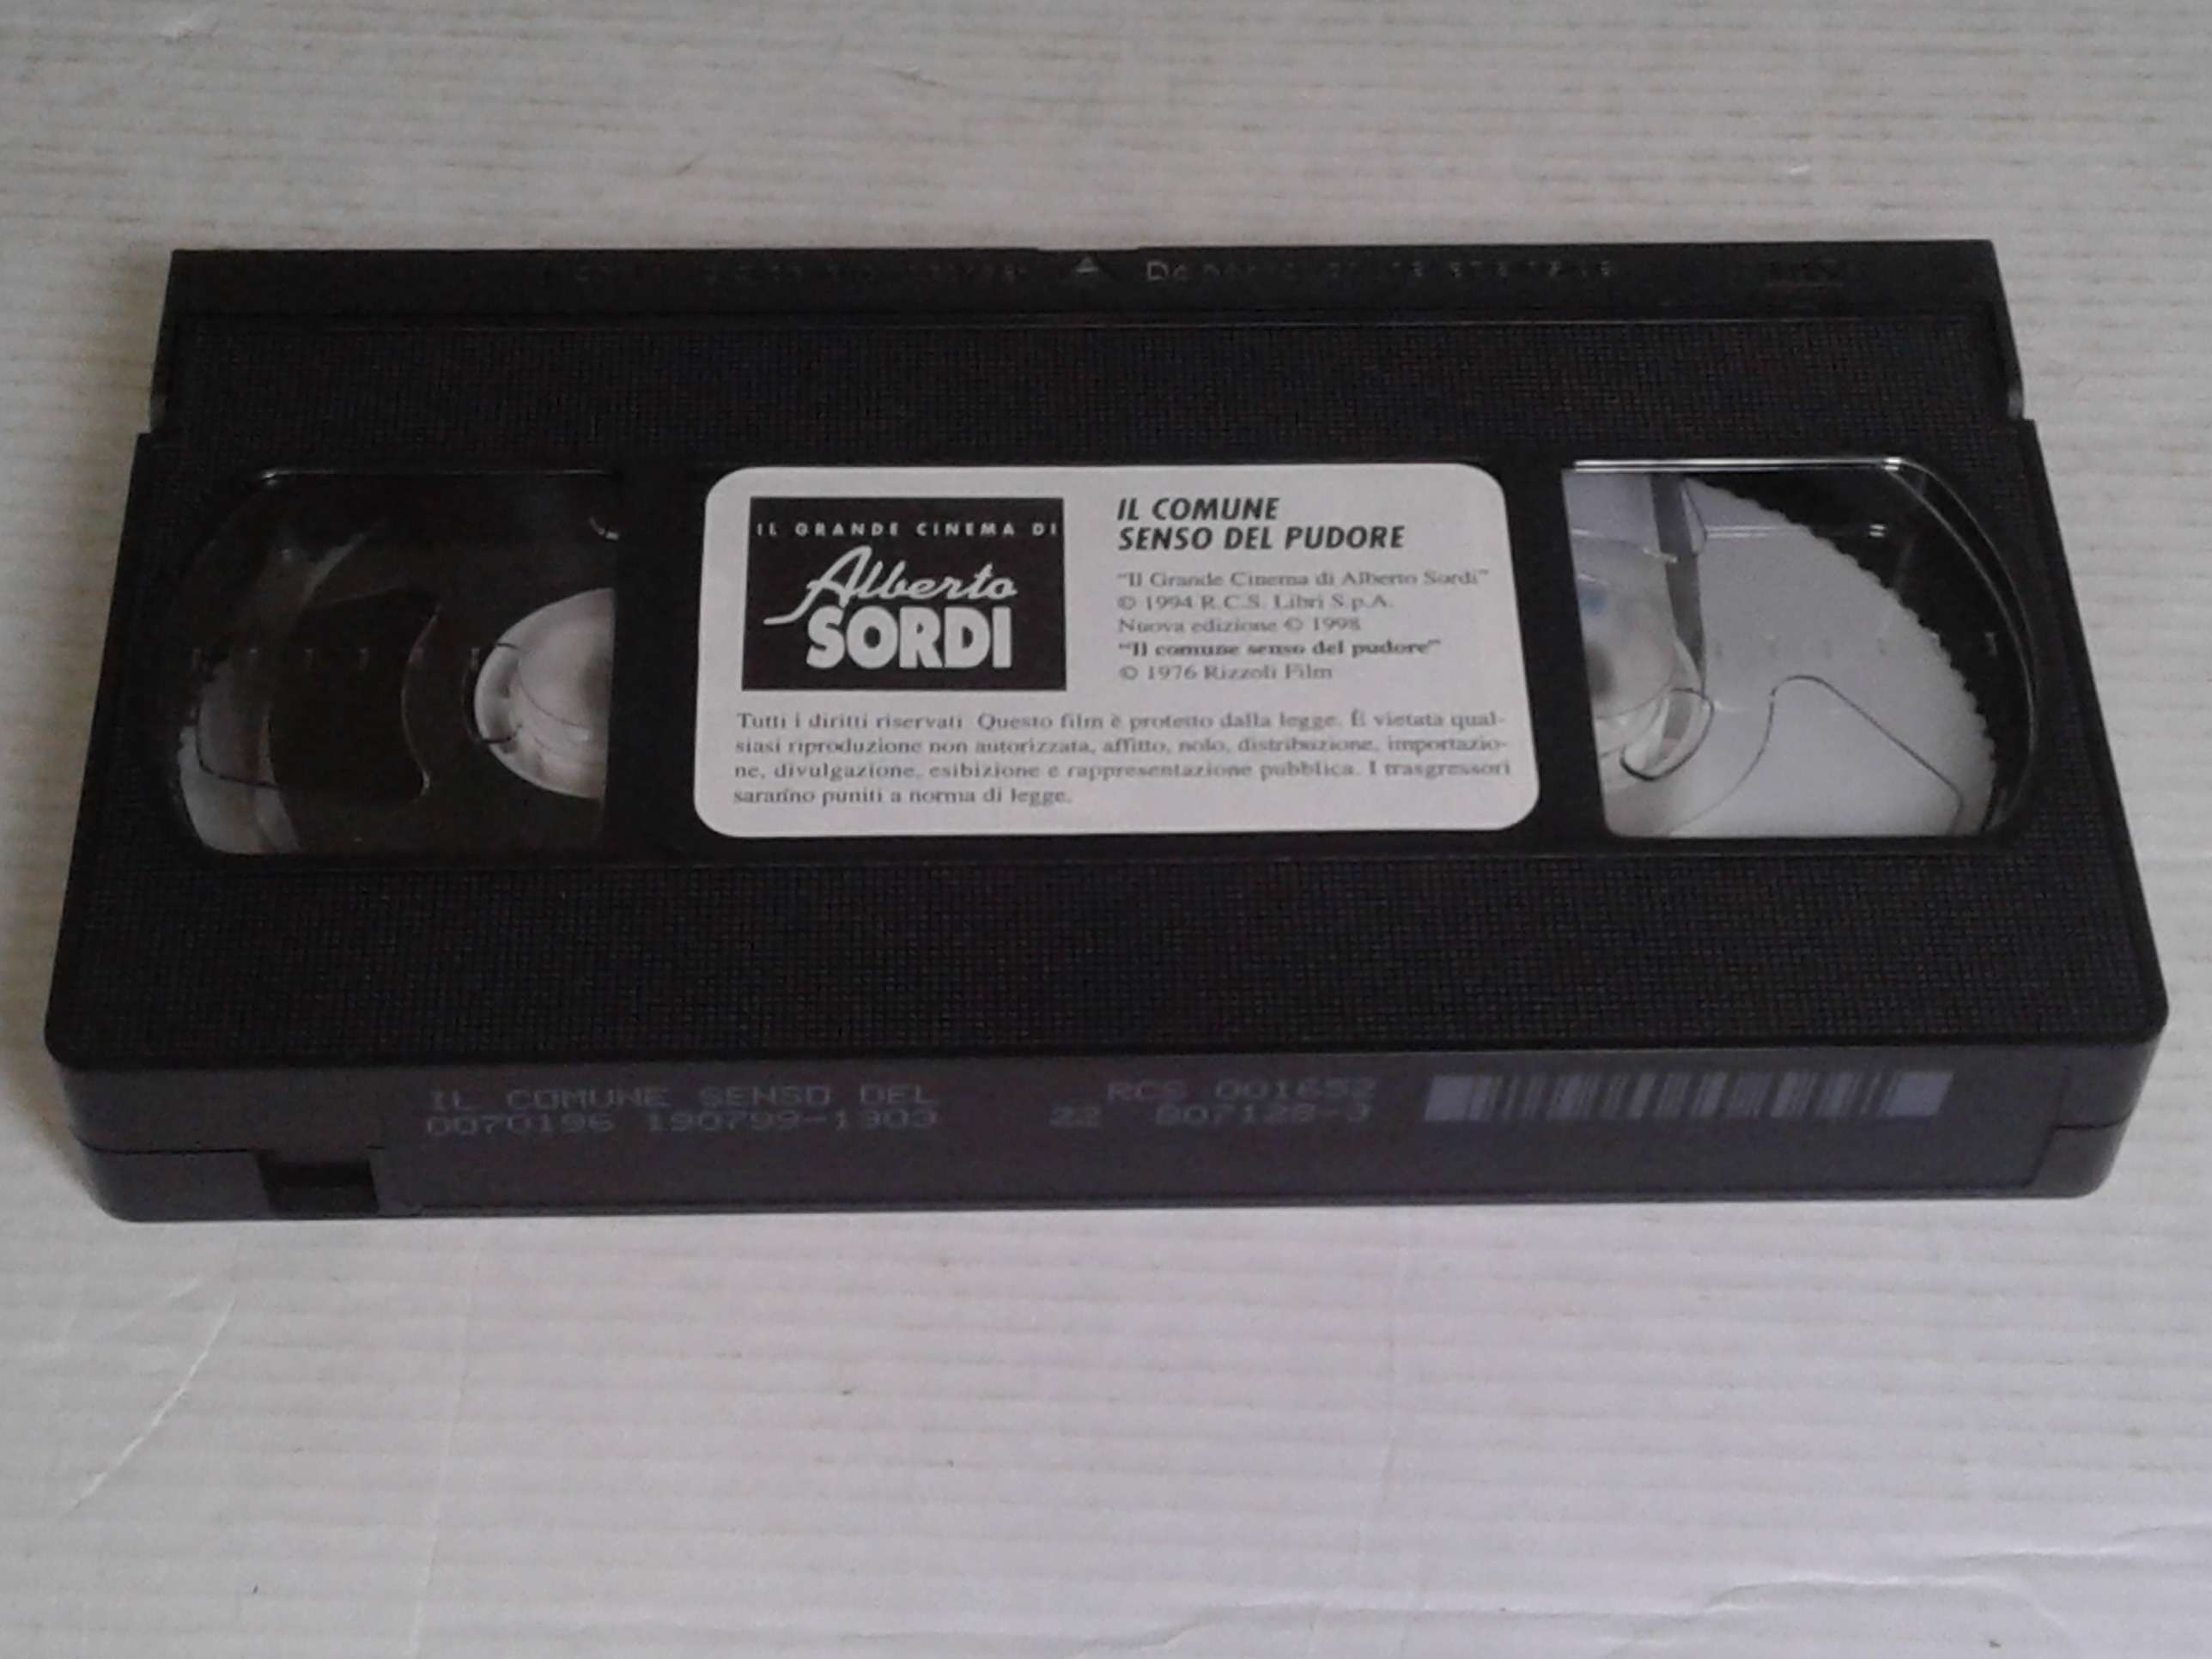 IL GRANDE CINEMA DI
Alberto
SORDI
IL COMUNE
SENSO DEL PUDORE
"Il Grande Cinema di Alberto Sordi"
© 1994 R.C.S. Libri S.p.A.
Nuova edizione © 1998
"Il comune senso del pudore"
© 1976 Rizzoli Film
Tutti i diritti riservati. Questo film è protetto dalla legge. È vietata qual-
siasi riproduzione non autorizzata, affitto, nolo, distribuzione, importazio-
ne, divulgazione, esibizione e rappresentazione pubblica. I trasgressori
saranno puniti a norma di legge.
IL COMUNE SENSO DEL RCS 001652
0070196 190799-1303 22 807128-3